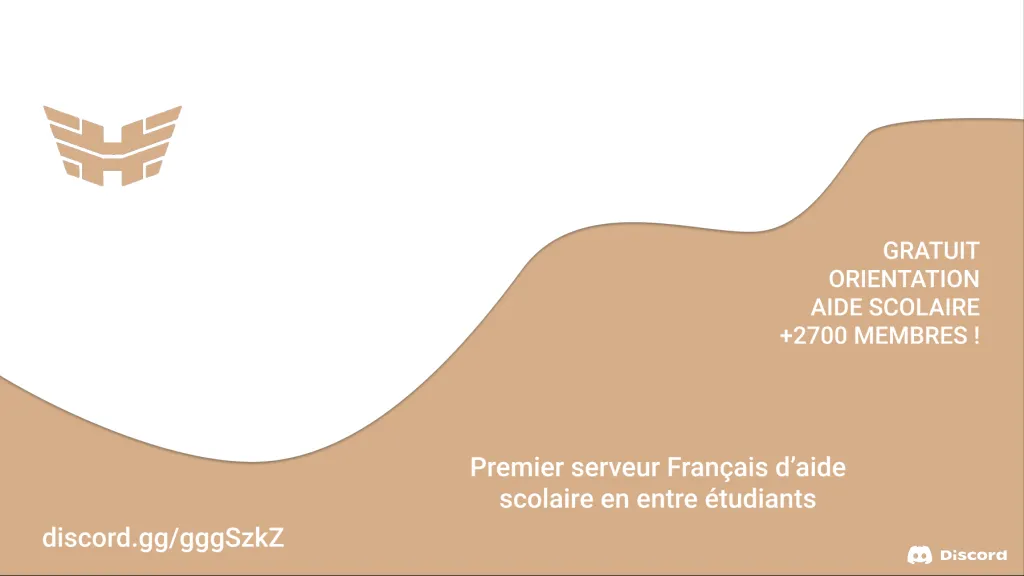 GRATUIT
ORIENTATION
AIDE SCOLAIRE
+2700 MEMBRES !
Premier serveur Français d’aide
scolaire en entre étudiants
discord.gg/gggSzkZ
Discord